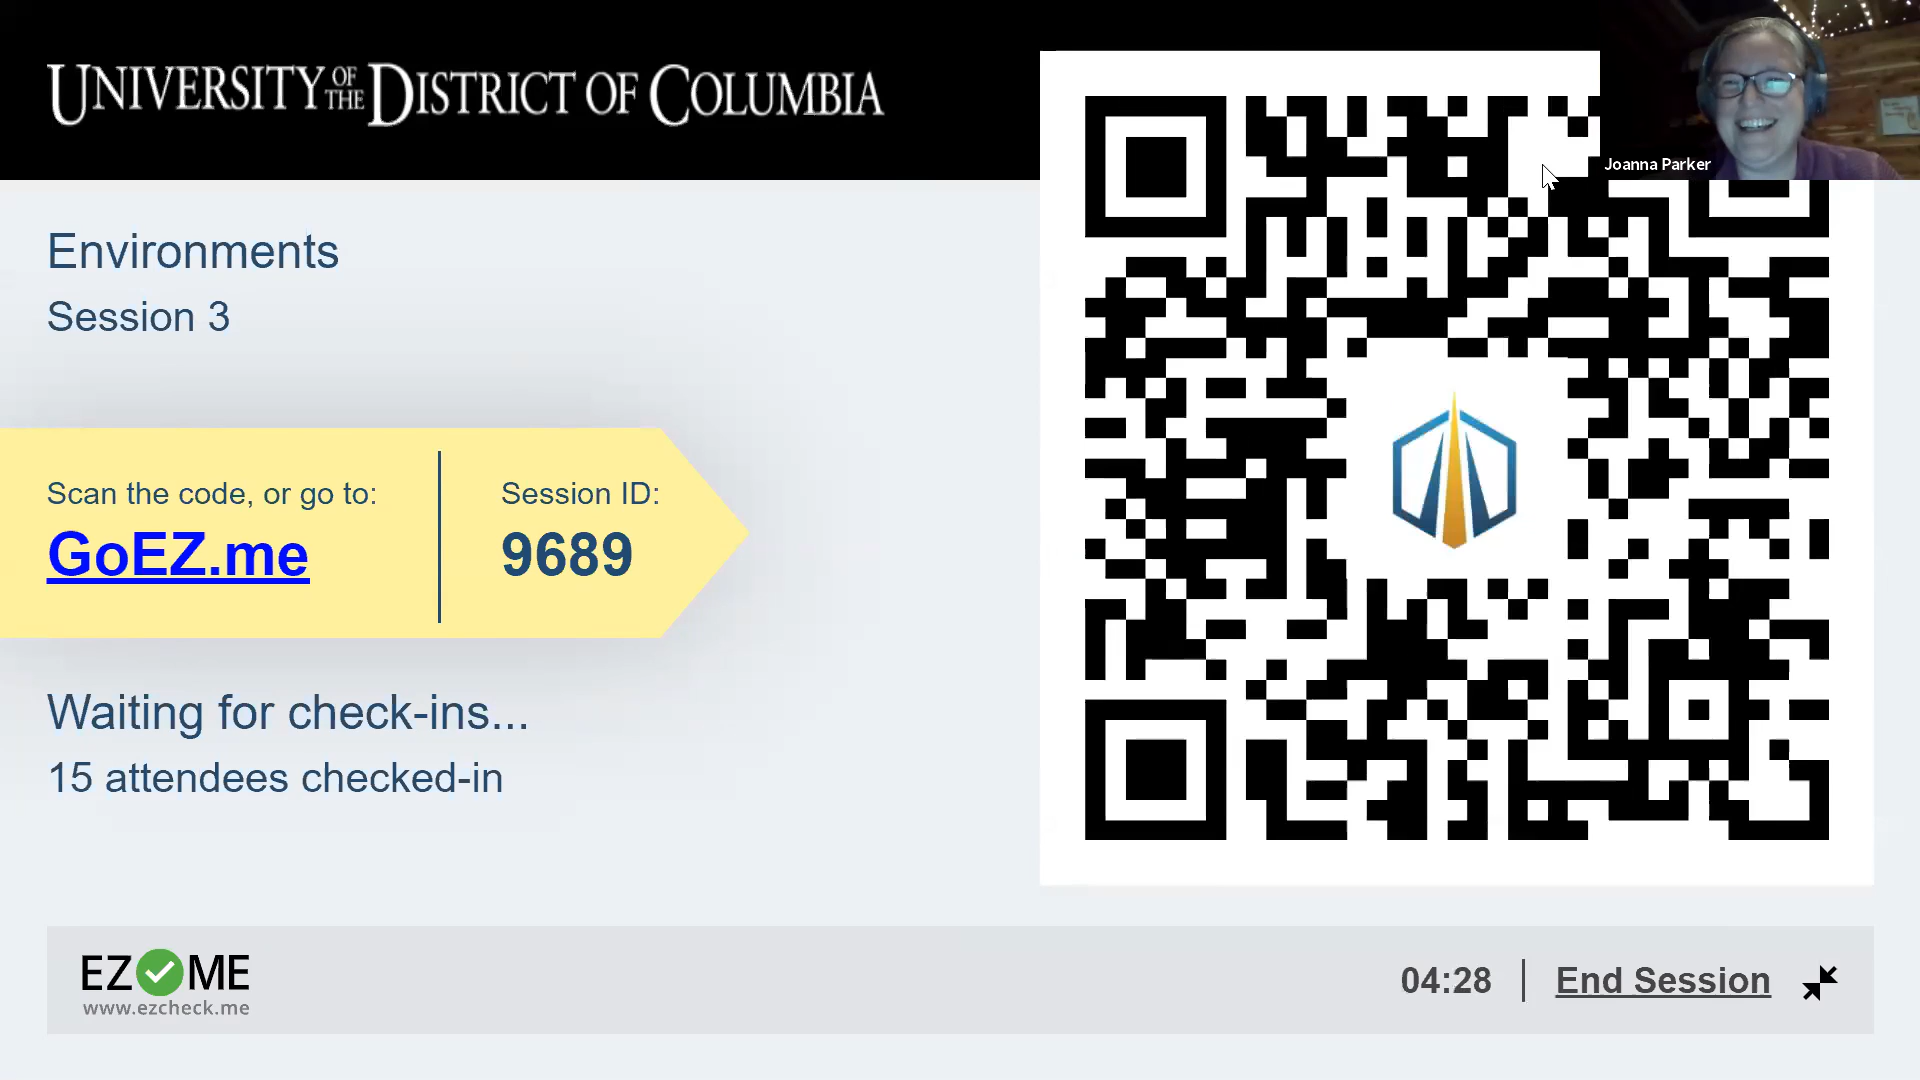 UNIVERSITY OF THE DISTRICT OF COLUMBIA
Joanna Parker
Environments
Session 3
Scan the code, or go to:
GoEZ.me
Session ID:
9689
Waiting for check-ins...
15 attendees checked-in
EZ ME
www.ezcheck.me
04:28
End Session